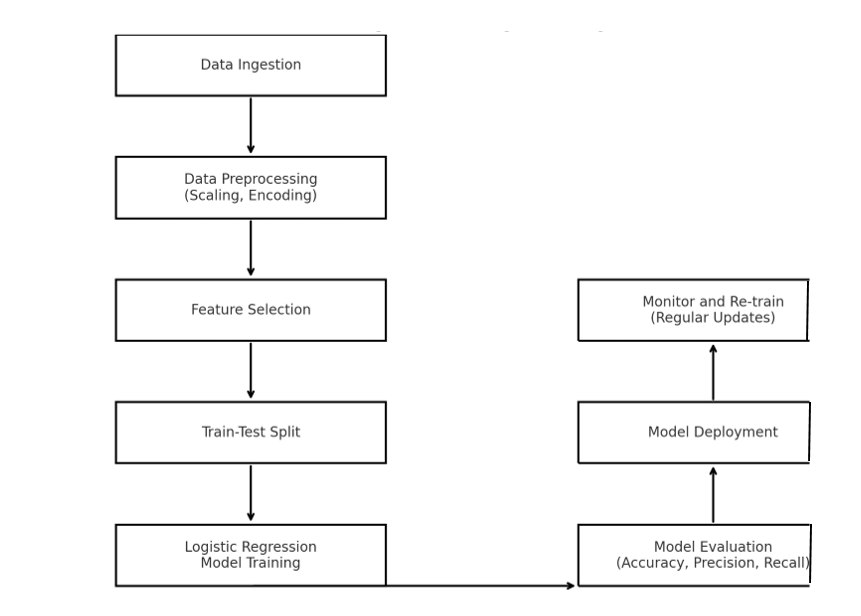 Data Ingestion
Data Preprocessing
(Scaling, Encoding)
Feature Selection
Train-Test Split
Logistic Regression
Model Training
Model Evaluation
(Accuracy, Precision, Recall)
Model Deployment
Monitor and Re-train
(Regular Updates)